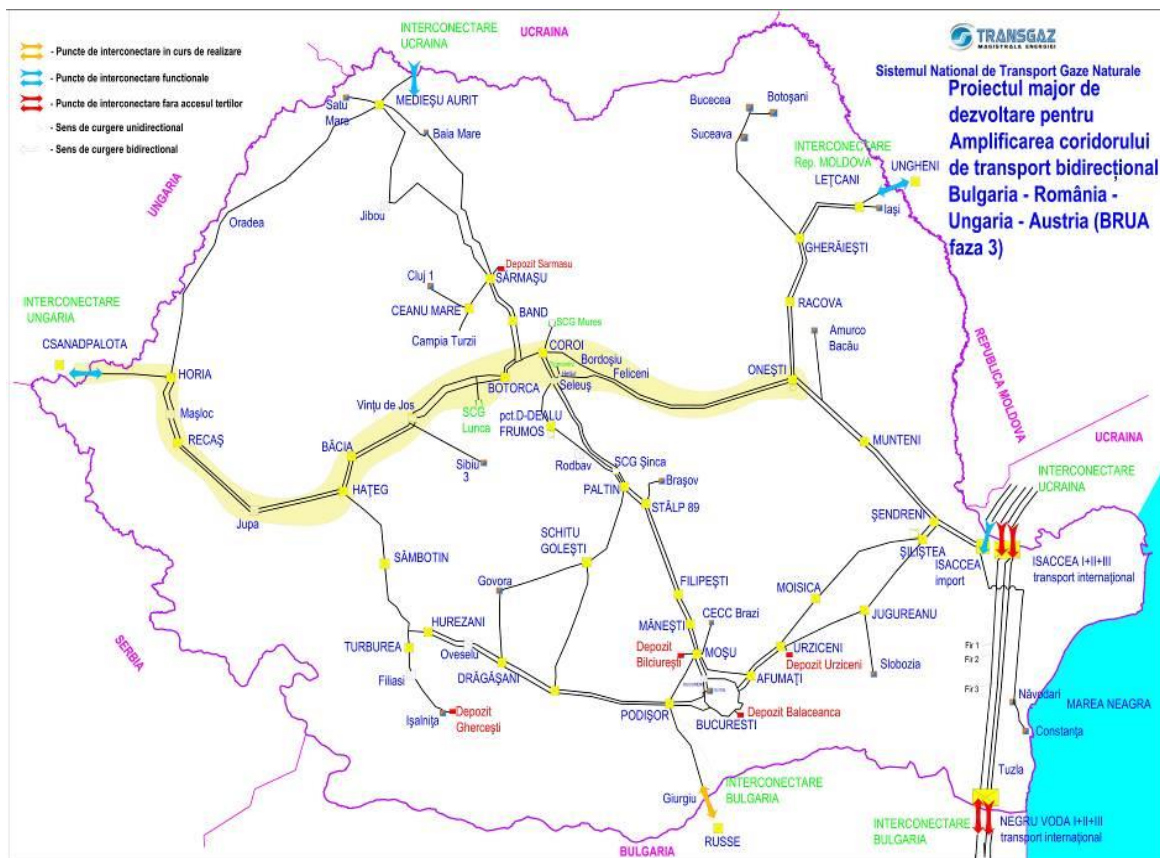 TRANSGAZ
MAGISTRALE ENERGIEI
Sistemul National de Transport Gaze Naturale
Proiectul major de
dezvoltare pentru
Amplificarea coridorului
de transport bidirecțional
Bulgaria - România -
Ungaria - Austria (BRUA
faza 3)
- Puncte de interconectare in curs de realizare
- Puncte de interconectare functionale
- Puncte de interconectare fara accesul tertilor
- Sens de curgere unidirectional
- Sens de curgere bidirectional
INTERCONECTARE
UCRAINA
UCRAINA
MEDIEȘU AURIT
Satu
Mare
Baia Mare
Bucecea
Botoșani
Suceava
INTERCONECTARE
Rep. MOLDOVA
UNGHENI
LEȚCANI
Iași
UNGARIA
Oradea
Jibou
GHERĂIEȘTI
Depozit Sarmasu
SĂRMAȘU
Cluj 1
CEANU MARE
Campia Turzii
BAND
RACOVA
INTERCONECTARE
UNGARIA
CSANADPALOTA
SCG Mures
COROI
Bordoșiu
Feliceni
Amurco
Bacău
REPUBLICA MOLDOVA
HORIA
BOTORCA
Seleuș
ONEȘTI
Mașloc
Vințu de Jos
SCG
Lunca
pct.D-DEALU
FRUMOS
RECAȘ
BĂCIA
MUNTENI
UCRAINA
Sibiu
3
Rodbav
SCG Șinca
INTERCONECTARE
UCRAINA
HAȚEG
PALTIN
Brașov
STÂLP 89
Jupa
ȘENDRENI
SCHITU
GOLEȘTI
SILIȘTEA
ISACCEA
import
ISACCEA I+II+III
transport internațional
SÂMBOTIN
Govora
FILIPEȘTI
MOISICA
CECC Brazi
JUGUREANU
HUREZANI
MĂNEȘTI
SERBIA
TURBUREA
Oveselu
Depozit
Bilciurești
MOȘU
URZICENI
Depozit Urziceni
Slobozia
Fir 1
Fir 2
Fir3
Filiasi
DRĂGĂȘANI
AFUMAȚI
Năvodari
MAREA NEAGRA
Ișalnița
Depozit
Ghercești
PODIȘOR
BUCURESTI
Depozit Balaceanca
Constanța
Tuzla
Giurgiu
INTERCONECTARE
BULGARIA
RUSSE
BULGARIA
INTERCONECTARE
BULGARIA
NEGRU VODA I+II+III
transport internațional